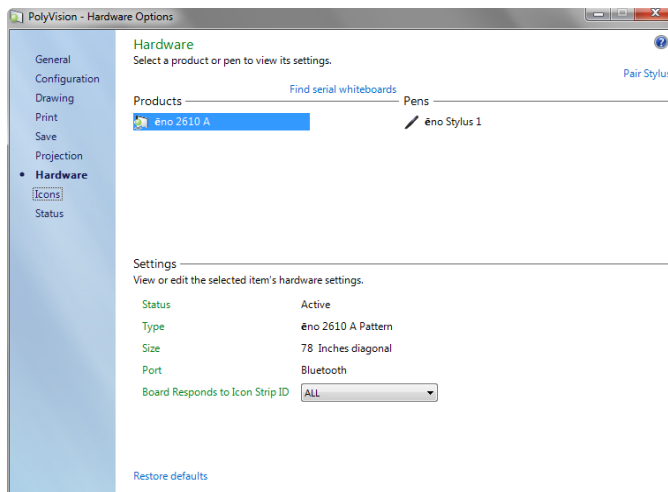 PolyVision - Hardware Options
General
Configuration
Drawing
Print
Save
Projection
Hardware
Icons
Status
Hardware
Select a product or pen to view its settings.
Pair Stylus
Find serial whiteboards
Products
ēno 2610 A
Pens
ēno Stylus 1
Settings
View or edit the selected item's hardware settings.
Status Active
Type ēno 2610 A Pattern
Size 78 Inches diagonal
Port Bluetooth
Board Responds to Icon Strip ID ALL
Restore defaults